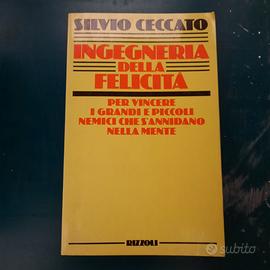 SILVIO CECCATO
INGEGNERIA
DELLA
FELICITÀ
PER VINCERE
I GRANDI E PICCOLI
NEMICI CHE S'ANNIDANO
NELLA MENTE
RIZZOLI
subito